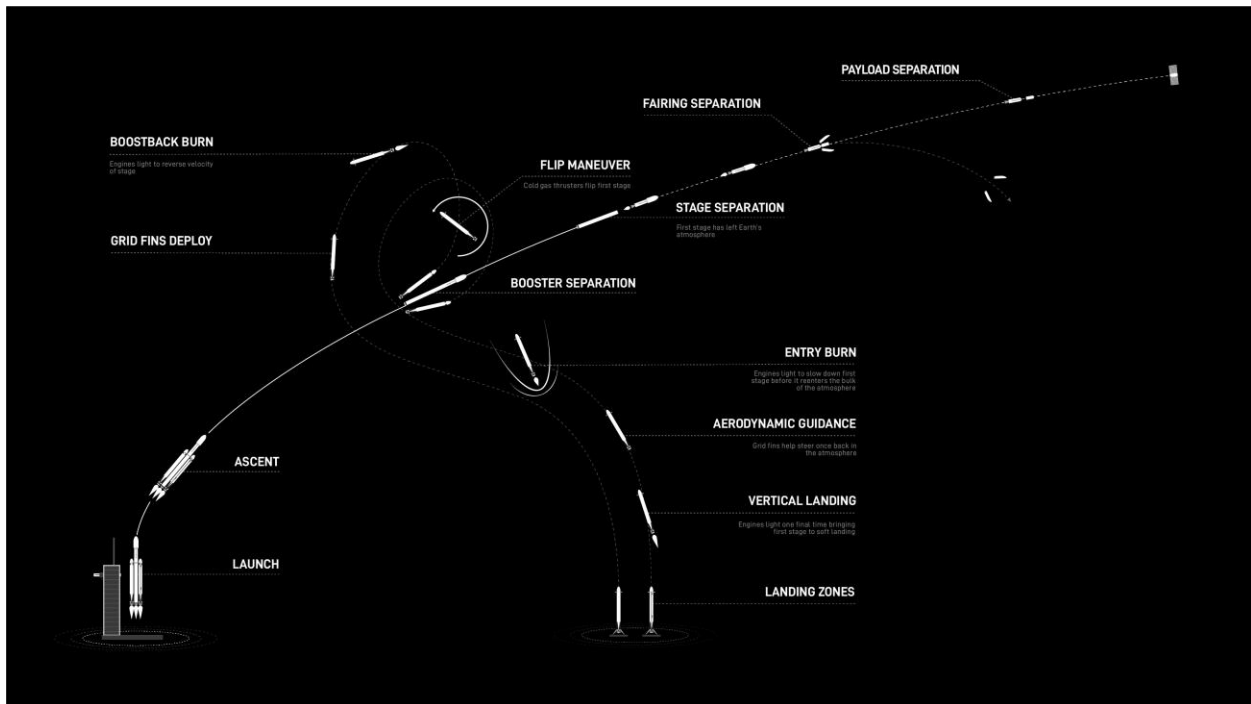 PAYLOAD SEPARATION
FAIRING SEPARATION
BOOSTBACK BURN
Engines light to reverse velocity
of stage
FLIP MANEUVER
Cold gas thrusters flip first stage
STAGE SEPARATION
First stage has left Earth's
atmosphere
GRID FINS DEPLOY
BOOSTER SEPARATION
ENTRY BURN
Engines light to slow down first
stage before it reenters the bulk
of the atmosphere
AERODYNAMIC GUIDANCE
Grid fins help steer once back in
the atmosphere
ASCENT
VERTICAL LANDING
Engines light one final time bringing
first stage to soft landing
LAUNCH
LANDING ZONES